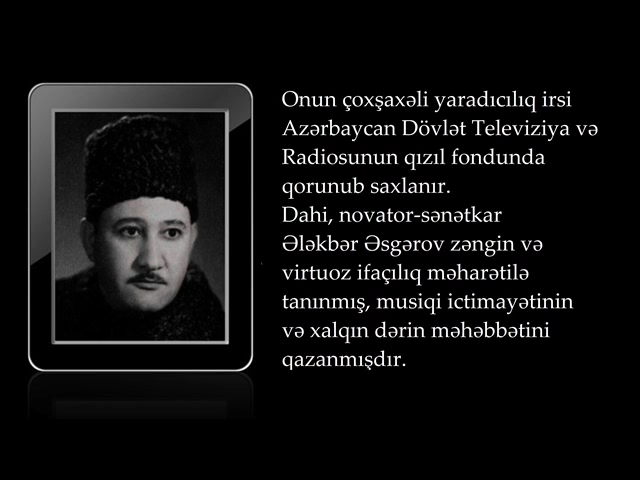 Onun çoxşaxəli yaradıcılıq irsi
Azərbaycan Dövlət Televiziya və
Radiosunun qızıl fondunda
qorunub saxlanır.
Dahi, novator-sənətkar
Ələkbər Əsgərov zəngin və
virtuoz ifaçılıq məharətilə
tanınmış, musiqi ictimayətinin
və xalqın dərin məhəbbətini
qazanmışdır.